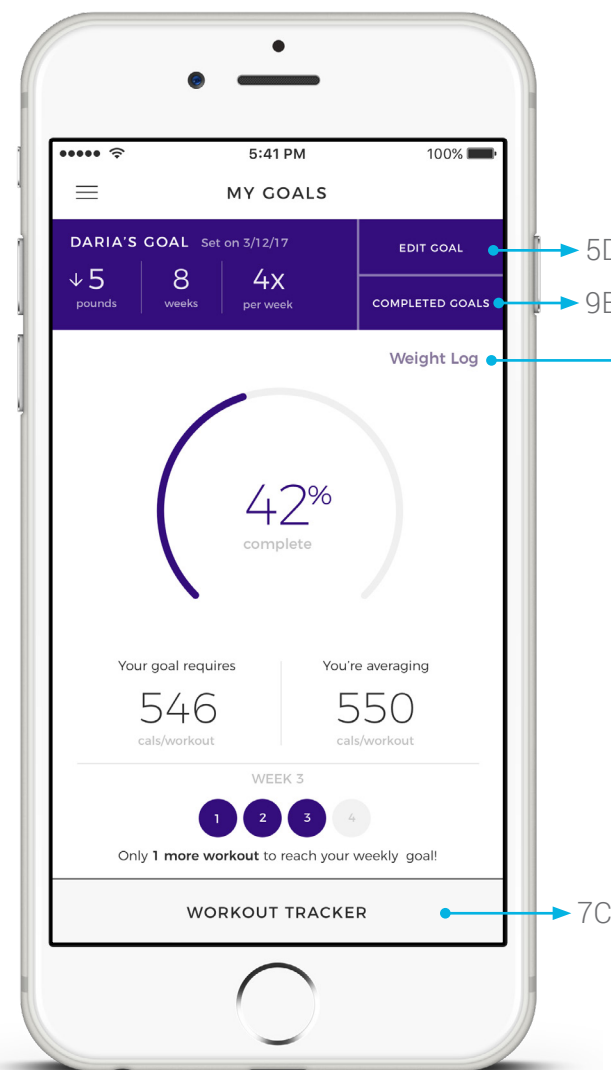 5:41 PM 100%
MY GOALS
DARIA'S GOAL Set on 3/12/17
EDIT GOAL
5D
5 8 4x
pounds weeks per week
COMPLETED GOALS
9B
Weight Log
42%
complete
Your goal requires You're averaging
546 550
cals/workout cals/workout
WEEK 3
1 2 3 4
Only 1 more workout to reach your weekly goal!
WORKOUT TRACKER
7C